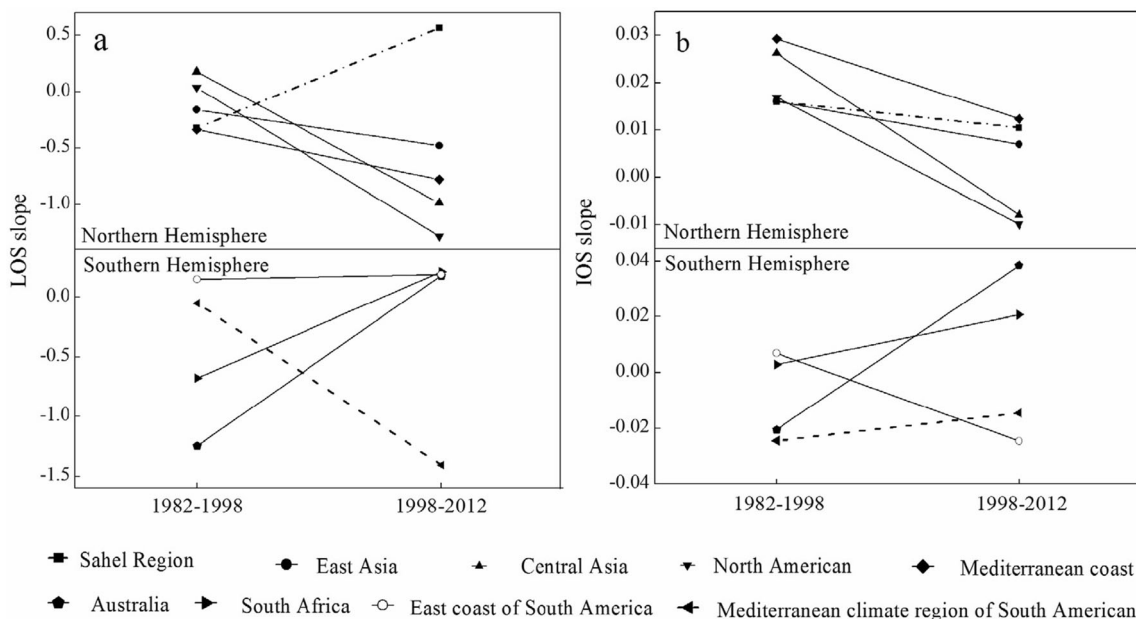 a
0.5
0.0
-0.5
-1.0
Northern Hemisphere
Southern Hemisphere
0.0
-0.5
-1.0
-1.5
LOS slope
1982-1998 1998-2012
b
0.03
0.02
0.01
0.00
-0.01
Northern Hemisphere
0.04
Southern Hemisphere
0.02
0.00
-0.02
-0.04
IOS slope
1982-1998 1998-2012
Sahel Region East Asia Central Asia North American Mediterranean coast
Australia South Africa East coast of South America Mediterranean climate region of South American